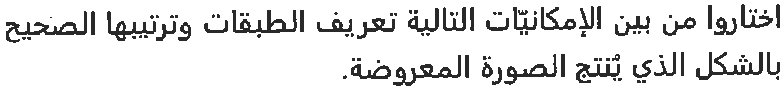 اختاروا من بين الإمكانيّات التالية تعريف الطبقات وترتيبها الصحيح
بالشكل الذي يُنتج الصورة المعروضة.